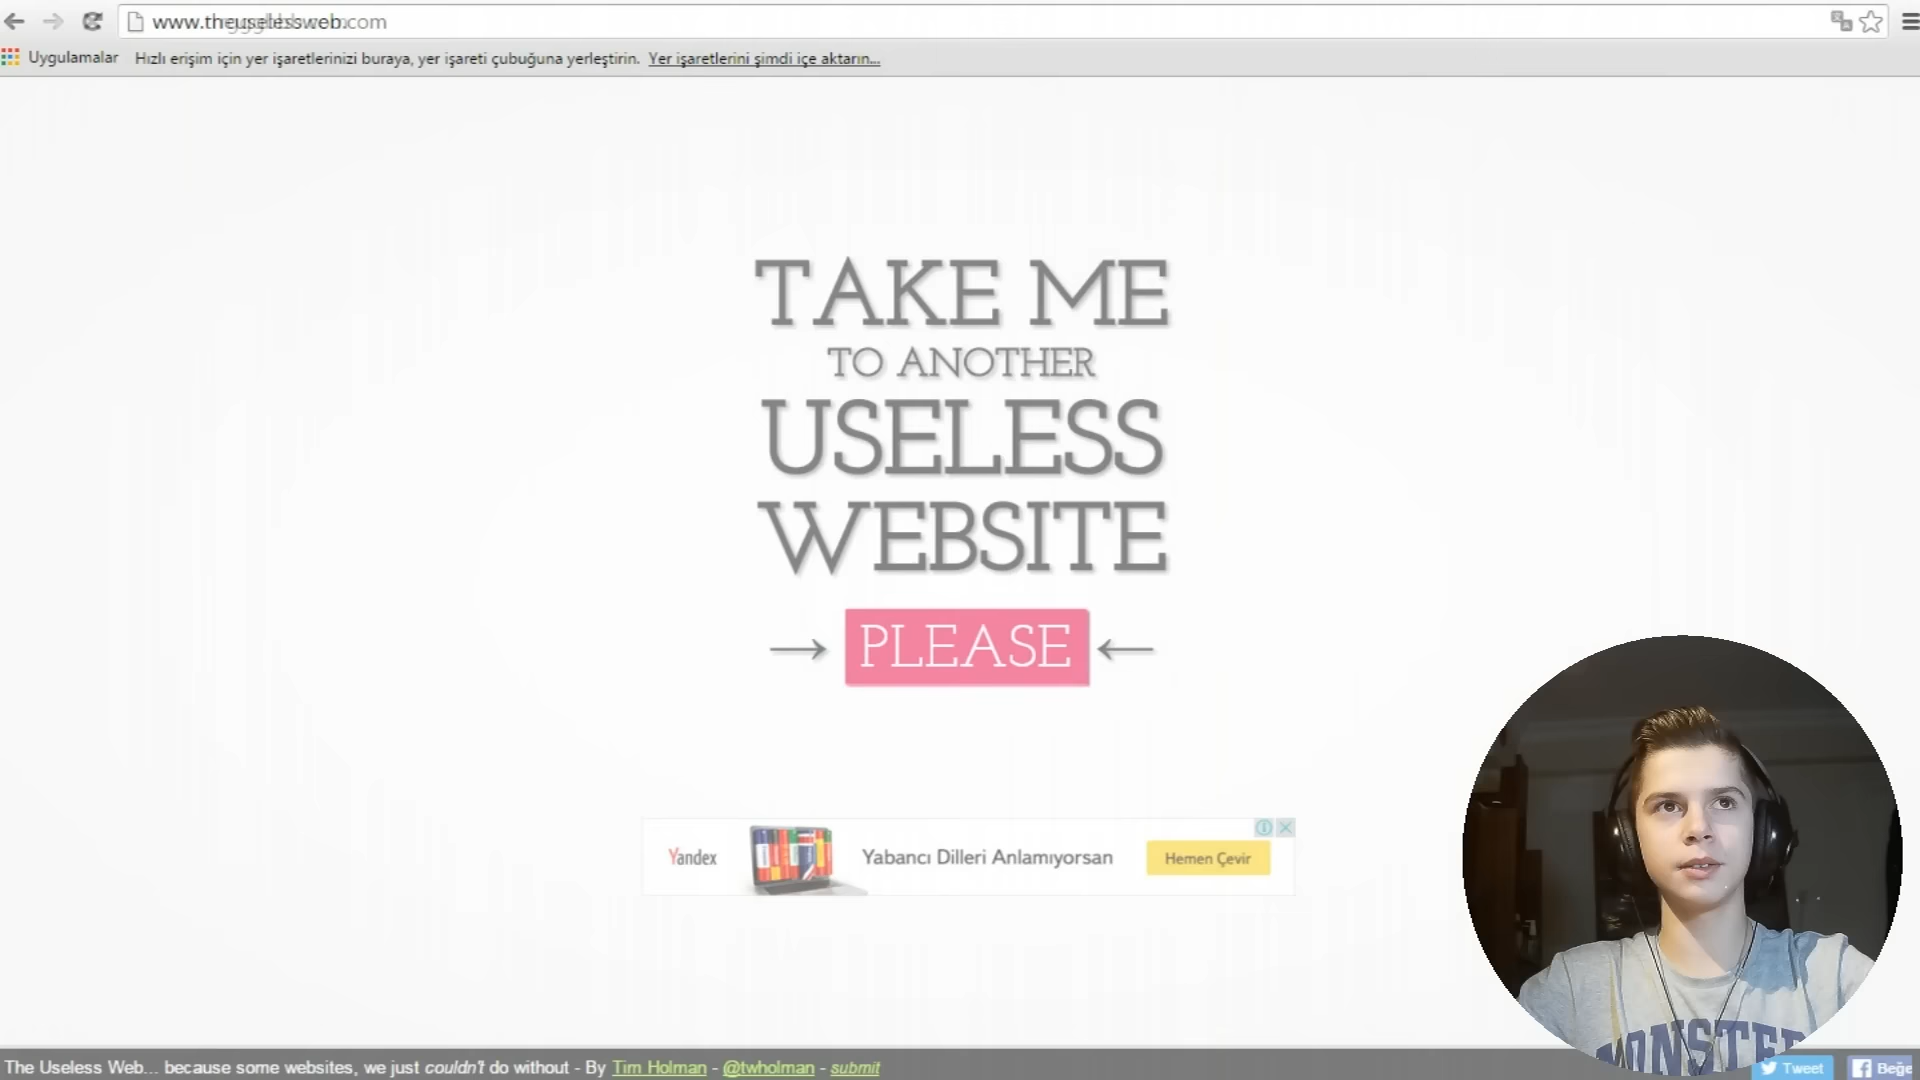 www.theuselessweb.com
Uygulamalar Hızlı erişim için yer işaretlerinizi buraya, yer işareti çubuğuna yerleştirin. Yer işaretlerini şimdi içe aktarın...
TAKE ME
TO ANOTHER
USELESS
WEBSITE
→ PLEASE ←
Yandex Yabancı Dilleri Anlamıyorsan Hemen Çevir
The Useless Web... because some websites, we just couldn't do without - By Tim Holman - @twholman - submit
Tweet